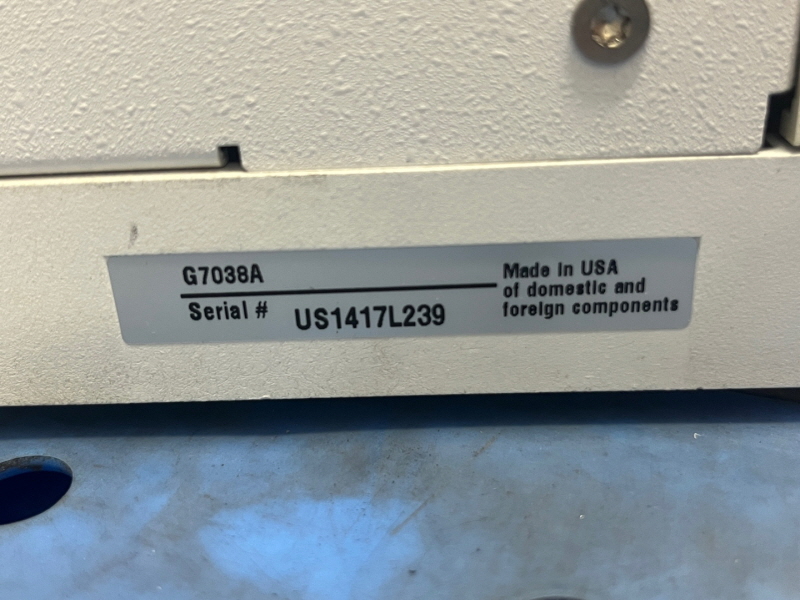 G7038A
Serial # US1417L239
Made in USA
of domestic and
foreign components